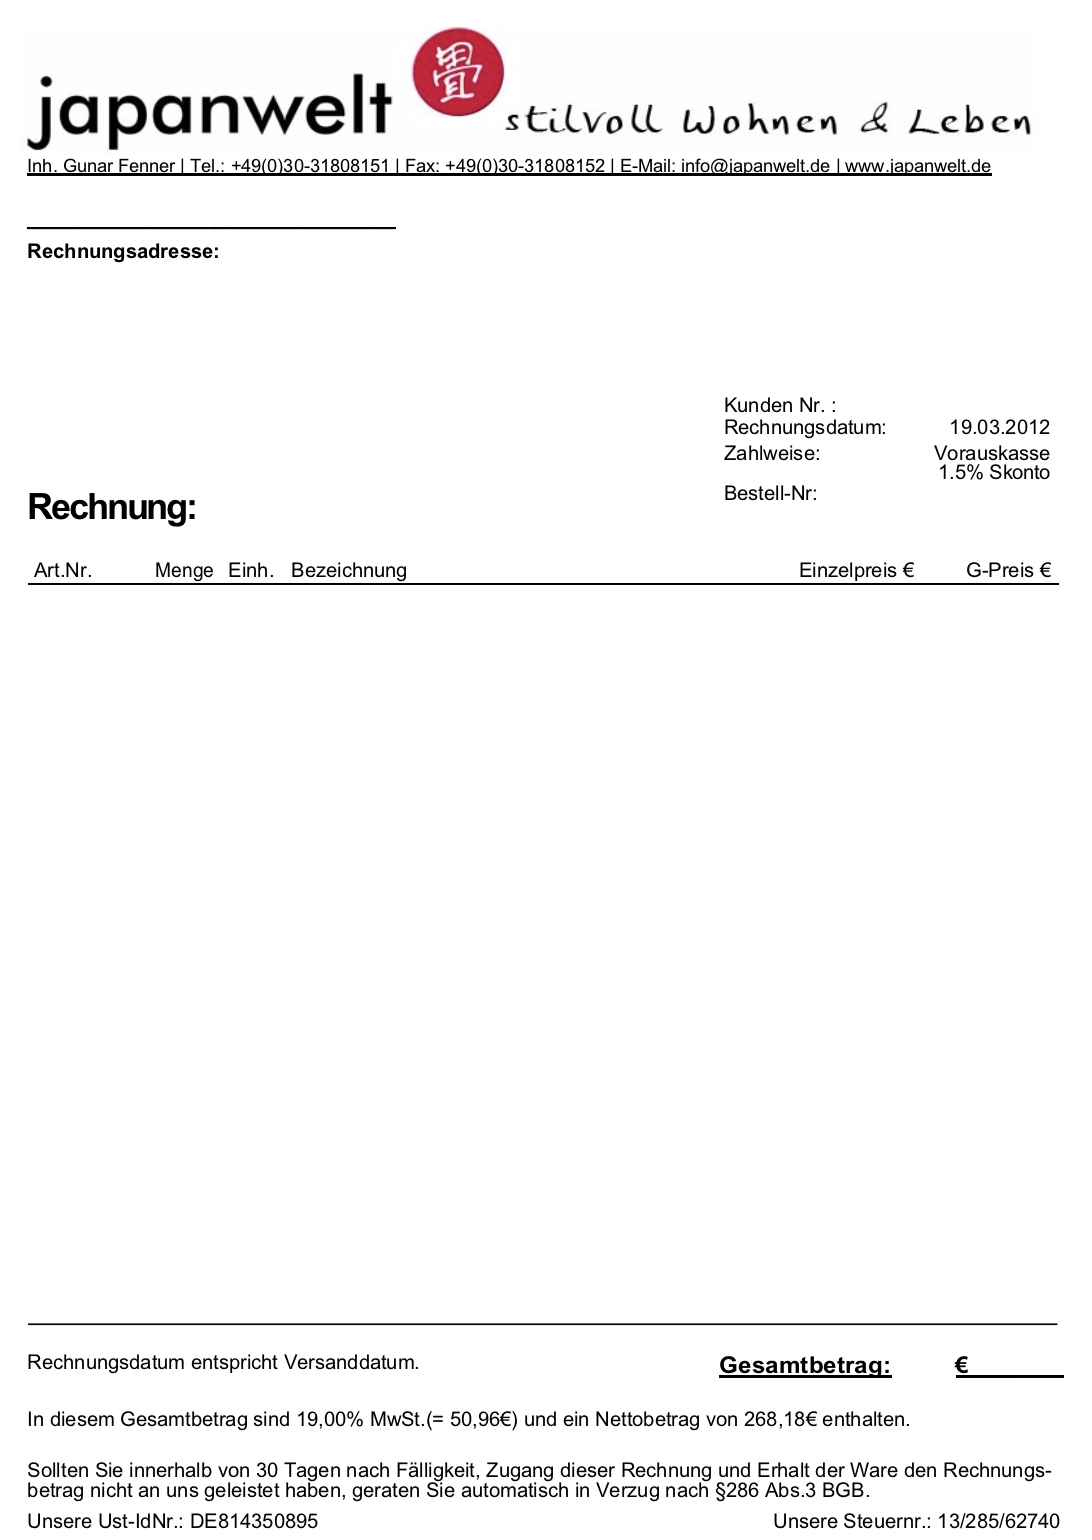 japanwelt 畳 stilvoll Wohnen & Leben
Inh. Gunar Fenner | Tel.: +49(0)30-31808151 | Fax: +49(0)30-31808152 | E-Mail: info@japanwelt.de | www.japanwelt.de
Rechnungsadresse:
Kunden Nr. :
Rechnungsdatum: 19.03.2012
Zahlweise: Vorauskasse
1.5% Skonto
Bestell-Nr:
Rechnung:
Art.Nr. Menge Einh. Bezeichnung Einzelpreis € G-Preis €
Rechnungsdatum entspricht Versanddatum. Gesamtbetrag: €
In diesem Gesamtbetrag sind 19,00% MwSt.(= 50,96€) und ein Nettobetrag von 268,18€ enthalten.
Sollten Sie innerhalb von 30 Tagen nach Fälligkeit, Zugang dieser Rechnung und Erhalt der Ware den Rechnungs-
betrag nicht an uns geleistet haben, geraten Sie automatisch in Verzug nach §286 Abs.3 BGB.
Unsere Ust-IdNr.: DE814350895 Unsere Steuernr.: 13/285/62740